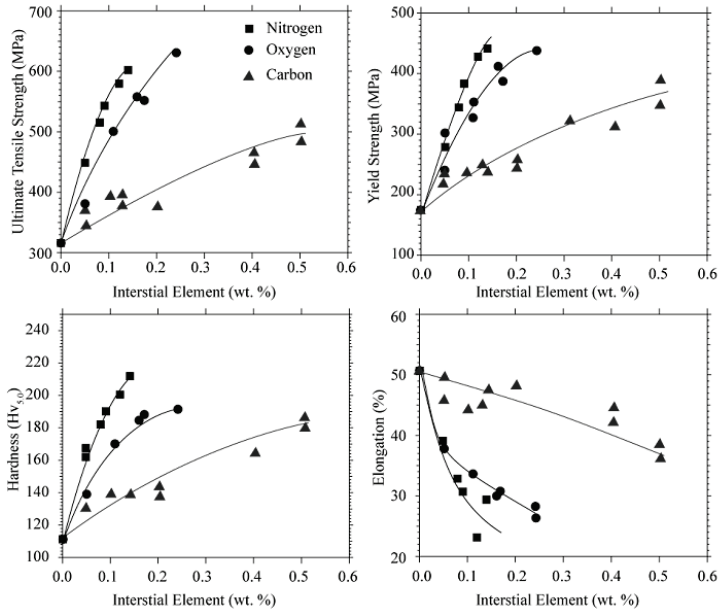 Ultimate Tensile Strength (MPa)
700
600
500
400
300
0.0 0.1 0.2 0.3 0.4 0.5 0.6
Interstial Element (wt. %)
Nitrogen
Oxygen
Carbon
Yield Strength (MPa)
500
400
300
200
100
0.0 0.1 0.2 0.3 0.4 0.5 0.6
Interstial Element (wt. %)
Hardness (Hv5.0)
240
220
200
180
160
140
120
100
0.0 0.1 0.2 0.3 0.4 0.5 0.6
Interstial Element (wt. %)
Elongation (%)
60
50
40
30
20
0.0 0.1 0.2 0.3 0.4 0.5 0.6
Interstial Element (wt. %)